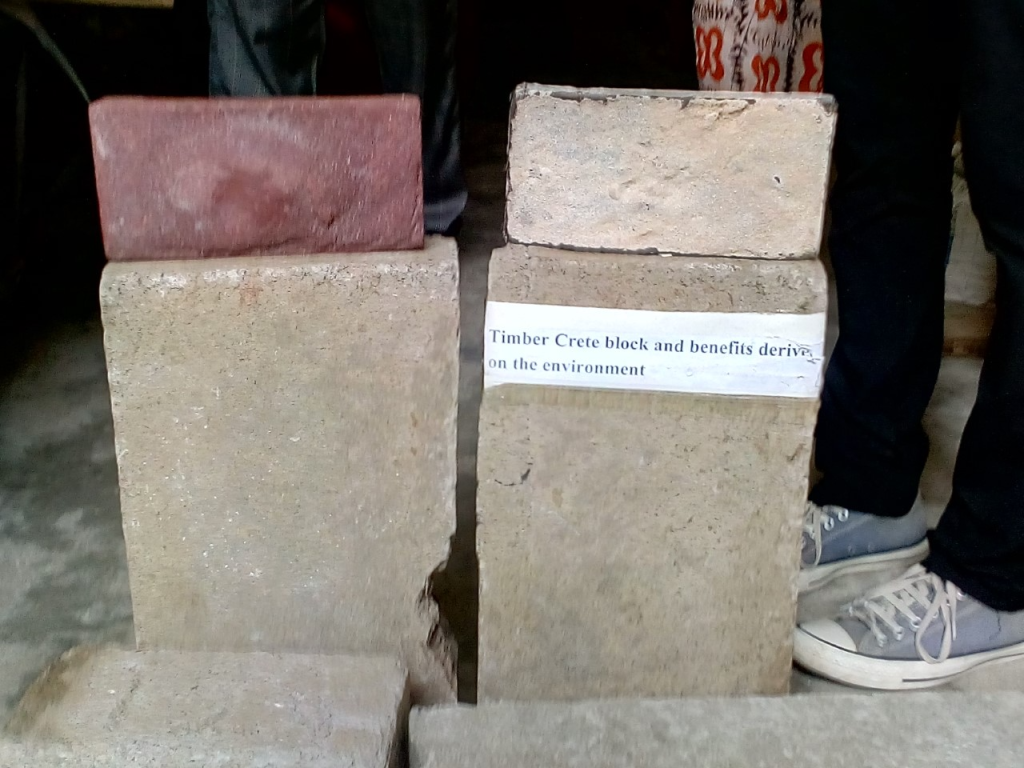 Timber Crete block and benefits derive
on the environment